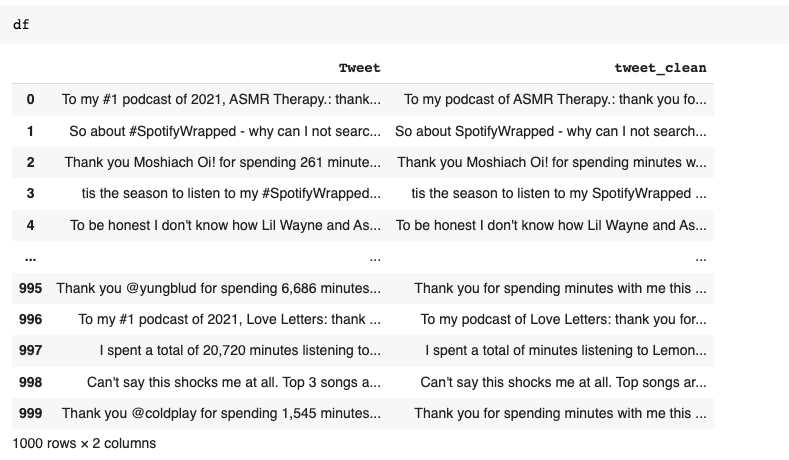 df
Tweet tweet_clean
0 To my #1 podcast of 2021, ASMR Therapy.: thank... To my podcast of ASMR Therapy.: thank you fo...
1 So about #SpotifyWrapped - why can I not searc... So about SpotifyWrapped - why can I not search...
2 Thank you Moshiach Oi! for spending 261 minute... Thank you Moshiach Oi! for spending minutes w...
3 tis the season to listen to my #SpotifyWrapped... tis the season to listen to my SpotifyWrapped ...
4 To be honest I don't know how Lil Wayne and As... To be honest I don't know how Lil Wayne and As...
... ... ...
995 Thank you @yungblud for spending 6,686 minutes... Thank you for spending minutes with me this ...
996 To my #1 podcast of 2021, Love Letters: thank ... To my podcast of Love Letters: thank you for...
997 I spent a total of 20,720 minutes listening to... I spent a total of minutes listening to Lemon...
998 Can't say this shocks me at all. Top 3 songs a... Can't say this shocks me at all. Top songs ar...
999 Thank you @coldplay for spending 1,545 minutes... Thank you for spending minutes with me this ...
1000 rows × 2 columns